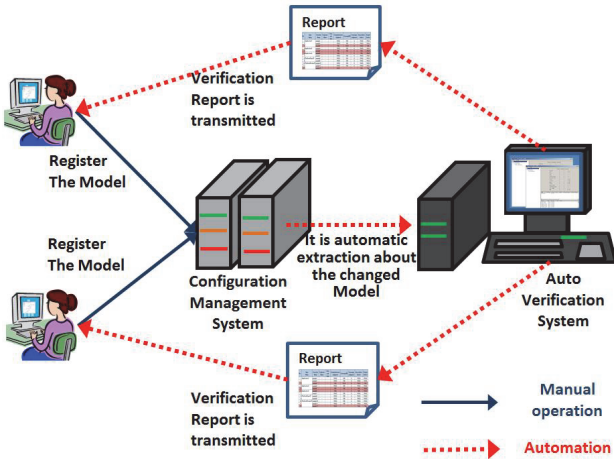 Report
Verification
Report is
transmitted
Register
The Model
Register
The Model
Configuration
Management
System
It is automatic
extraction about
the changed
Model
Auto
Verification
System
Report
Verification
Report is
transmitted
Manual
operation
Automation